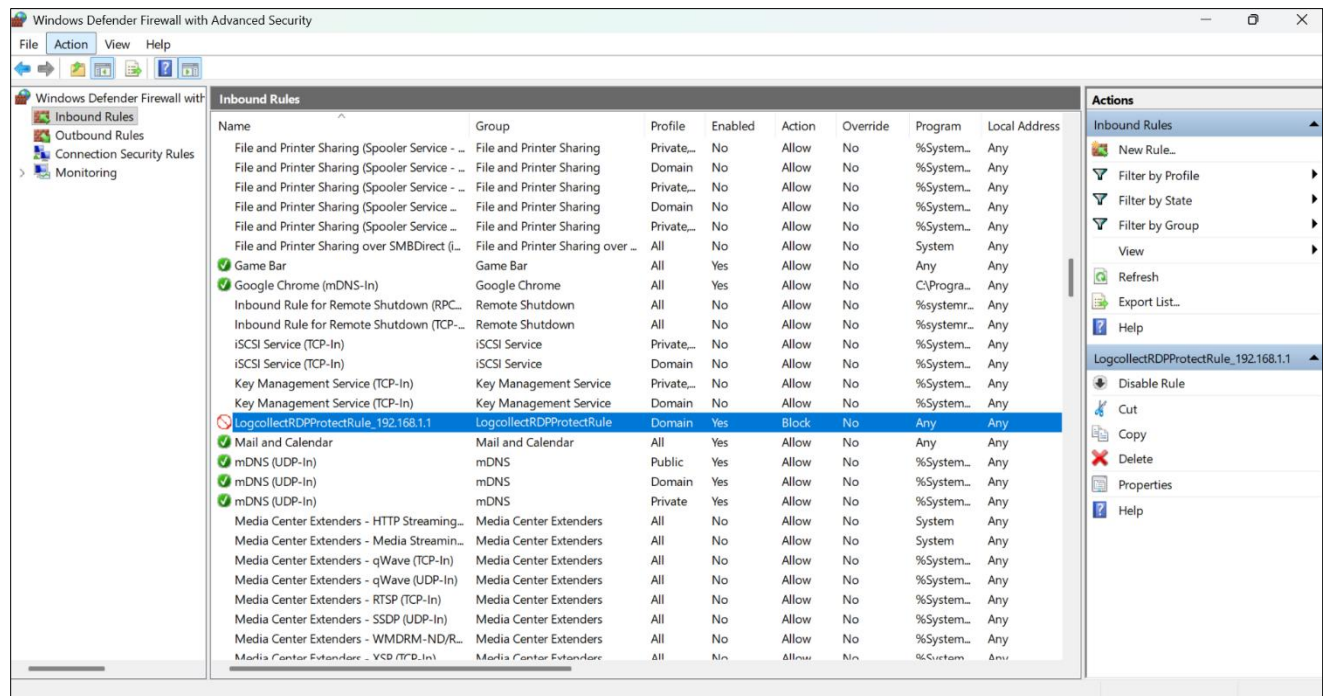 Windows Defender Firewall with Advanced Security
File Action View Help
Windows Defender Firewall with
Inbound Rules
Outbound Rules
Connection Security Rules
Monitoring
Inbound Rules
Name Group Profile Enabled Action Override Program Local Address
File and Printer Sharing (Spooler Service - ... File and Printer Sharing Private,... No Allow No %System... Any
File and Printer Sharing (Spooler Service - ... File and Printer Sharing Domain No Allow No %System... Any
File and Printer Sharing (Spooler Service - ... File and Printer Sharing Private,... No Allow No %System... Any
File and Printer Sharing (Spooler Service ... File and Printer Sharing Domain No Allow No %System... Any
File and Printer Sharing (Spooler Service ... File and Printer Sharing Private,... No Allow No %System... Any
File and Printer Sharing over SMBDirect (i... File and Printer Sharing over ... All No Allow No System Any
Game Bar Game Bar All Yes Allow No Any Any
Google Chrome (mDNS-In) Google Chrome All Yes Allow No C:\Progra... Any
Inbound Rule for Remote Shutdown (RPC... Remote Shutdown All No Allow No %systemr... Any
Inbound Rule for Remote Shutdown (TCP-... Remote Shutdown All No Allow No %systemr... Any
iSCSI Service (TCP-In) iSCSI Service Private,... No Allow No %System... Any
iSCSI Service (TCP-In) iSCSI Service Domain No Allow No %System... Any
Key Management Service (TCP-In) Key Management Service Private,... No Allow No %System... Any
Key Management Service (TCP-In) Key Management Service Domain No Allow No %System... Any
LogcollectRDPProtectRule_192.168.1.1 LogcollectRDPProtectRule Domain Yes Block No Any Any
Mail and Calendar Mail and Calendar All Yes Allow No Any Any
mDNS (UDP-In) mDNS Public Yes Allow No %System... Any
mDNS (UDP-In) mDNS Domain Yes Allow No %System... Any
mDNS (UDP-In) mDNS Private Yes Allow No %System... Any
Media Center Extenders - HTTP Streaming... Media Center Extenders All No Allow No System Any
Media Center Extenders - Media Streamin... Media Center Extenders All No Allow No System Any
Media Center Extenders - qWave (TCP-In) Media Center Extenders All No Allow No %System... Any
Media Center Extenders - qWave (UDP-In) Media Center Extenders All No Allow No %System... Any
Media Center Extenders - RTSP (TCP-In) Media Center Extenders All No Allow No %System... Any
Media Center Extenders - SSDP (UDP-In) Media Center Extenders All No Allow No %System... Any
Media Center Extenders - WMDRM-ND/R... Media Center Extenders All No Allow No %System... Any
Media Center Extenders - XSP (TCP-In) Media Center Extenders All No Allow No %System... Any
Actions
Inbound Rules
New Rule...
Filter by Profile
Filter by State
Filter by Group
View
Refresh
Export List...
Help
LogcollectRDPProtectRule_192.168.1.1
Disable Rule
Cut
Copy
Delete
Properties
Help